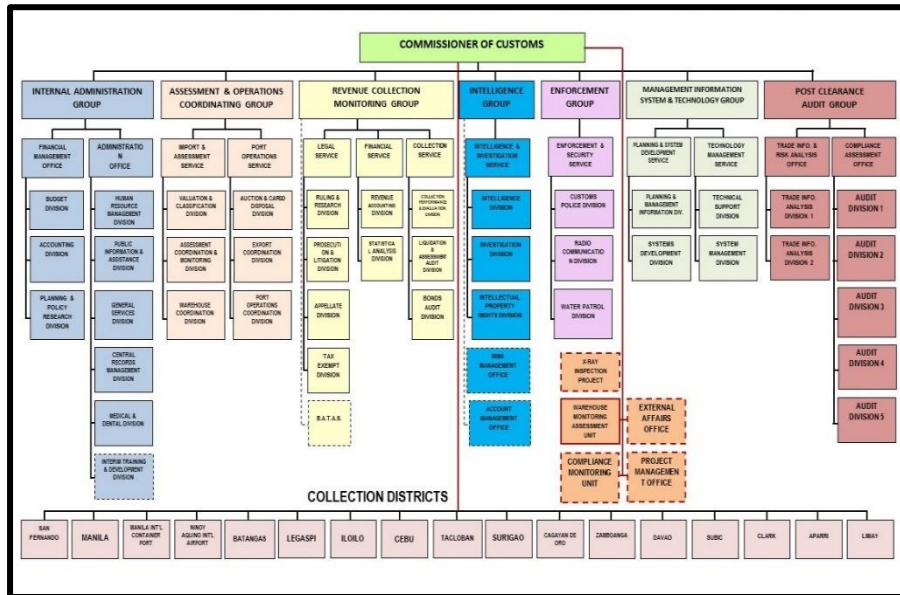 COMMISSIONER OF CUSTOMS
INTERNAL ADMINISTRATION
GROUP
ASSESSMENT & OPERATIONS
COORDINATING GROUP
REVENUE COLLECTION
MONITORING GROUP
INTELLIGENCE
GROUP
ENFORCEMENT
GROUP
MANAGEMENT INFORMATION
SYSTEM & TECHNOLOGY GROUP
POST CLEARANCE
AUDIT GROUP
FINANCIAL
MANAGEMENT
OFFICE
ADMINISTRATIO
N
OFFICE
IMPORT &
ASSESSMENT
SERVICE
PORT
OPERATIONS
SERVICE
LEGAL
SERVICE
FINANCIAL
SERVICE
COLLECTION
SERVICE
INTELLIGENCE &
INVESTIGATION
SERVICE
ENFORCEMENT &
SECURITY SERVICE
PLANNING & SYSTEM
DEVELOPMENT
SERVICE
TECHNOLOGY
MANAGEMENT
SERVICE
TRADE INFO. &
RISK ANALYSIS
OFFICE
COMPLIANCE
ASSESSMENT
OFFICE
BUDGET
DIVISION
HUMAN
RESOURCE
MANAGEMENT
DIVISION
VALUATION &
CLASSIFICATION
DIVISION
AUCTION & CARGO
DISPOSAL
DIVISION
RULING &
RESEARCH
DIVISION
REVENUE
ACCOUNTING
DIVISION
COLLECTION
PERFORMANCE
& EVALUATION
DIVISION
INTELLIGENCE
DIVISION
CUSTOMS
POLICE DIVISION
PLANNING &
MANAGEMENT
INFORMATION DIV.
TECHNICAL
SUPPORT
DIVISION
TRADE INFO.
ANALYSIS
DIVISION 1
AUDIT
DIVISION 1
ACCOUNTING
DIVISION
PUBLIC
INFORMATION &
ASSISTANCE
DIVISION
ASSESSMENT
COORDINATION &
MONITORING
DIVISION
EXPORT
COORDINATION
DIVISION
PROSECUTI
ON &
LITIGATION
DIVISION
STATISTICA
L ANALYSIS
DIVISION
LIQUIDATION
& ASSESSMENT
AUDIT
DIVISION
INVESTIGATION
DIVISION
RADIO
COMMUNICATIO
N DIVISION
SYSTEMS
DEVELOPMENT
DIVISION
SYSTEM
MANAGEMENT
DIVISION
TRADE INFO.
ANALYSIS
DIVISION 2
AUDIT
DIVISION 2
PLANNING &
POLICY
RESEARCH
DIVISION
GENERAL
SERVICES
DIVISION
WAREHOUSE
COORDINATION
DIVISION
PORT
OPERATIONS
COORDINATION
DIVISION
APPELLATE
DIVISION
BONDS
AUDIT
DIVISION
INTELLECTUAL
PROPERTY
RIGHTS DIVISION
WATER PATROL
DIVISION
AUDIT
DIVISION 3
CENTRAL
RECORDS
MANAGEMENT
DIVISION
TAX
EXEMPT
DIVISION
RISK
MANAGEMENT
OFFICE
X-RAY
INSPECTION
PROJECT
AUDIT
DIVISION 4
MEDICAL &
DENTAL DIVISION
B.A.T.A.S.
ACCOUNT
MANAGEMENT
OFFICE
WAREHOUSE
MONITORING
ASSESSMENT
UNIT
EXTERNAL
AFFAIRS
OFFICE
AUDIT
DIVISION 5
INTERIM TRAINING
& DEVELOPMENT
DIVISION
COMPLIANCE
MONITORING
UNIT
PROJECT
MANAGEMEN
T OFFICE
COLLECTION DISTRICTS
SAN
FERNANDO
MANILA
MANILA INT'L
CONTAINER
PORT
NINOY
AQUINO INT'L
AIRPORT
BATANGAS
LEGASPI
ILOILO
CEBU
TACLOBAN
SURIGAO
CAGAYAN DE
ORO
ZAMBOANGA
DAVAO
SUBIC
CLARK
APARRI
LIMAY